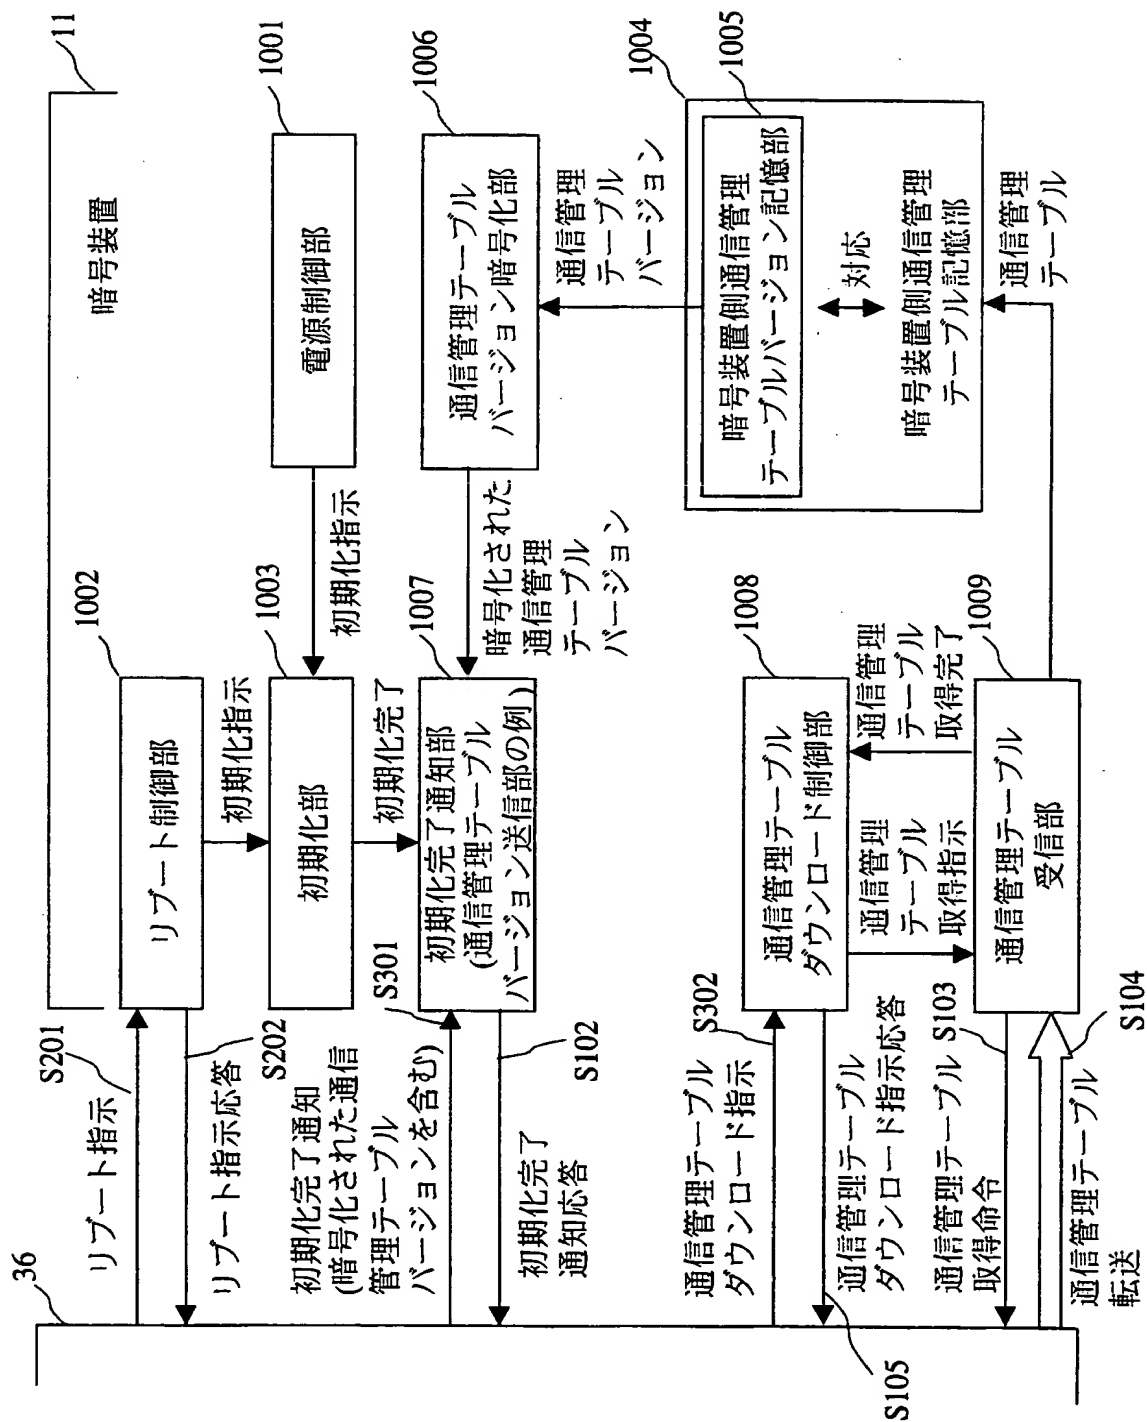 36
11
暗号装置
S201
リブート指示
1002
リブート制御部
リブート指示応答
S202
初期化指示
1001
電源制御部
初期化指示
1003
初期化部
初期化完了通知
(暗号化された通信
管理テーブル
バージョンを含む)
S301
初期化完了
1007
初期化完了通知部
(通信管理テーブル
バージョン送信部の例)
初期化完了
通知応答
S102
暗号化された
通信管理
テーブル
バージョン
1006
通信管理テーブル
バージョン暗号化部
通信管理
テーブル
バージョン
1004
1005
暗号装置側通信管理
テーブルバージョン記憶部
対応
暗号装置側通信管理
テーブル記憶部
通信管理
テーブル
通信管理テーブル
ダウンロード指示
S302
1008
通信管理テーブル
ダウンロード制御部
通信管理テーブル
ダウンロード指示応答
S105
通信管理
テーブル
取得指示
通信管理
テーブル
取得完了
1009
通信管理テーブル
受信部
通信管理テーブル
取得命令
S103
通信管理テーブル
転送
S104